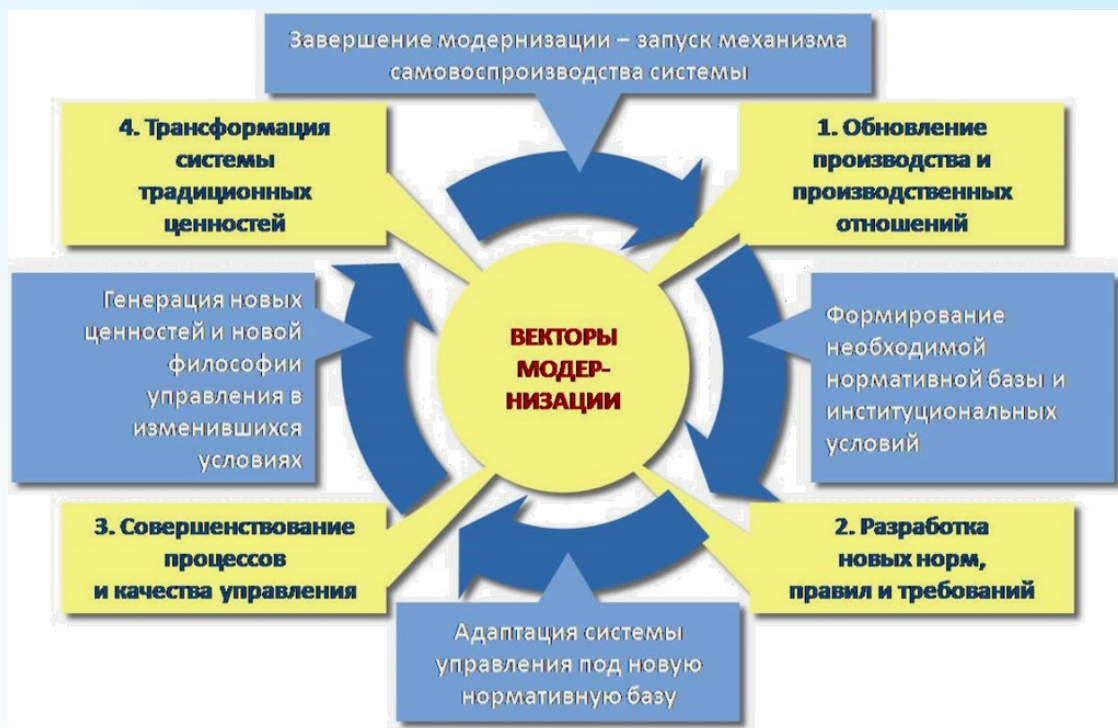 Завершение модернизации – запуск механизма
самовоспроизводства системы
4. Трансформация
системы
традиционных
ценностей
1. Обновление
производства и
производственных
отношений
Генерация новых
ценностей и новой
философии
управления в
изменившихся
условиях
ВЕКТОРЫ
МОДЕР-
НИЗАЦИИ
Формирование
необходимой
нормативной базы и
институциональных
условий
3. Совершенствование
процессов
и качества управления
2. Разработка
новых норм,
правил и требований
Адаптация системы
управления под новую
нормативную базу